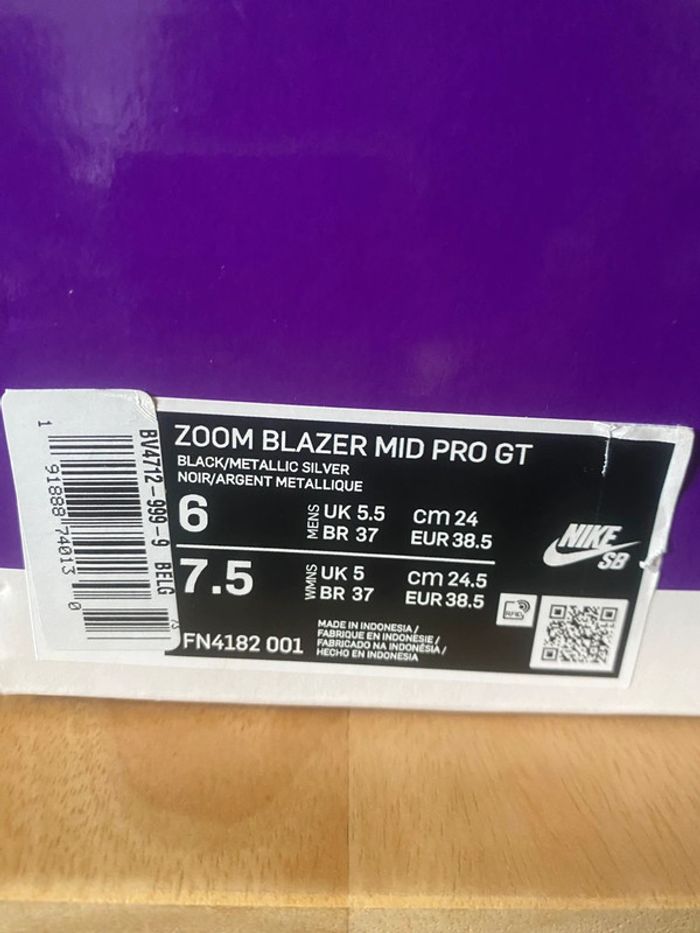 ZOOM BLAZER MID PRO GT
BLACK/METALLIC SILVER
NOIR/ARGENT METALLIQUE
6
MENS
UK 5.5 cm 24
BR 37 EUR 38.5
7.5
WMNS
UK 5 cm 24.5
BR 37 EUR 38.5
FN4182 001
MADE IN INDONESIA /
FABRIQUE EN INDONESIE /
FABRICADO NA INDONÉSIA /
HECHO EN INDONESIA
NIKE
SB
RFID
BV4712-999-9 BELG
1 91888 74013 0